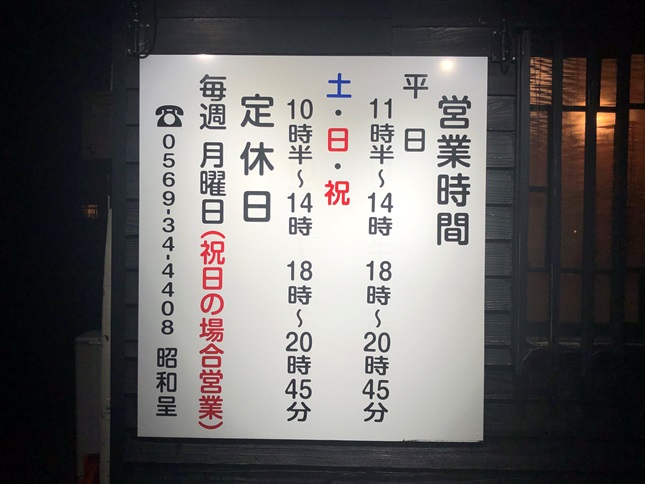 営業時間
平日
11時半~14時 18時~20時45分
土・日・祝
10時半~14時 18時~20時45分
定休日
毎週 月曜日(祝日の場合営業)
☎0569-34-4408 昭和呈